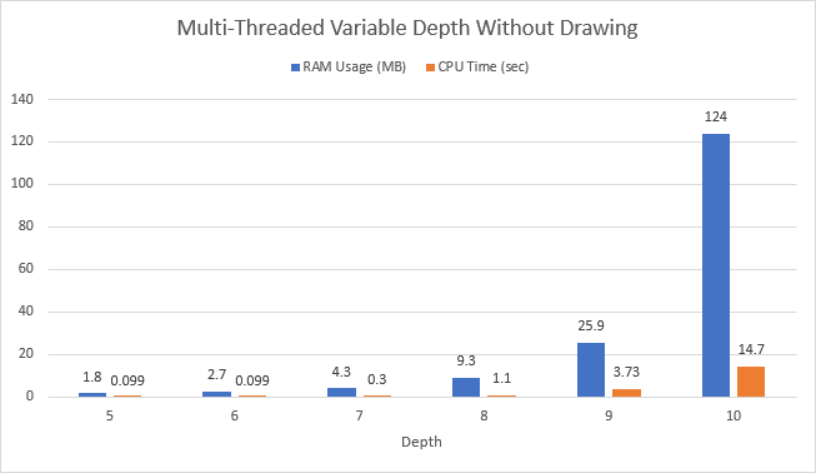 Multi-Threaded Variable Depth Without Drawing
RAM Usage (MB) CPU Time (sec)
140
120
100
80
60
40
20
0
1.8 0.099 2.7 0.099 4.3 0.3 9.3 1.1 25.9 3.73 124 14.7
5 6 7 8 9 10
Depth